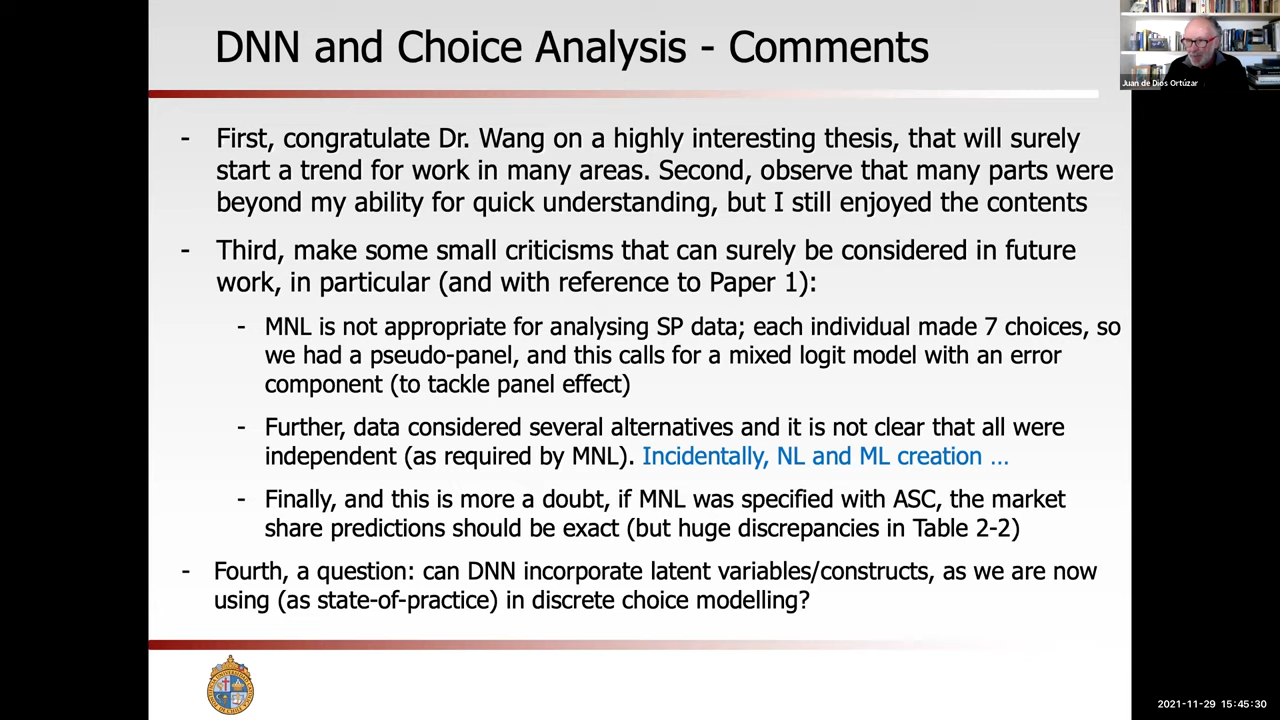 DNN and Choice Analysis - Comments
Juan de Dios Ortúzar
- First, congratulate Dr. Wang on a highly interesting thesis, that will surely
start a trend for work in many areas. Second, observe that many parts were
beyond my ability for quick understanding, but I still enjoyed the contents
- Third, make some small criticisms that can surely be considered in future
work, in particular (and with reference to Paper 1):
- MNL is not appropriate for analysing SP data; each individual made 7 choices, so
we had a pseudo-panel, and this calls for a mixed logit model with an error
component (to tackle panel effect)
- Further, data considered several alternatives and it is not clear that all were
independent (as required by MNL). Incidentally, NL and ML creation ...
- Finally, and this is more a doubt, if MNL was specified with ASC, the market
share predictions should be exact (but huge discrepancies in Table 2-2)
- Fourth, a question: can DNN incorporate latent variables/constructs, as we are now
using (as state-of-practice) in discrete choice modelling?
2021-11-29 15:45:30